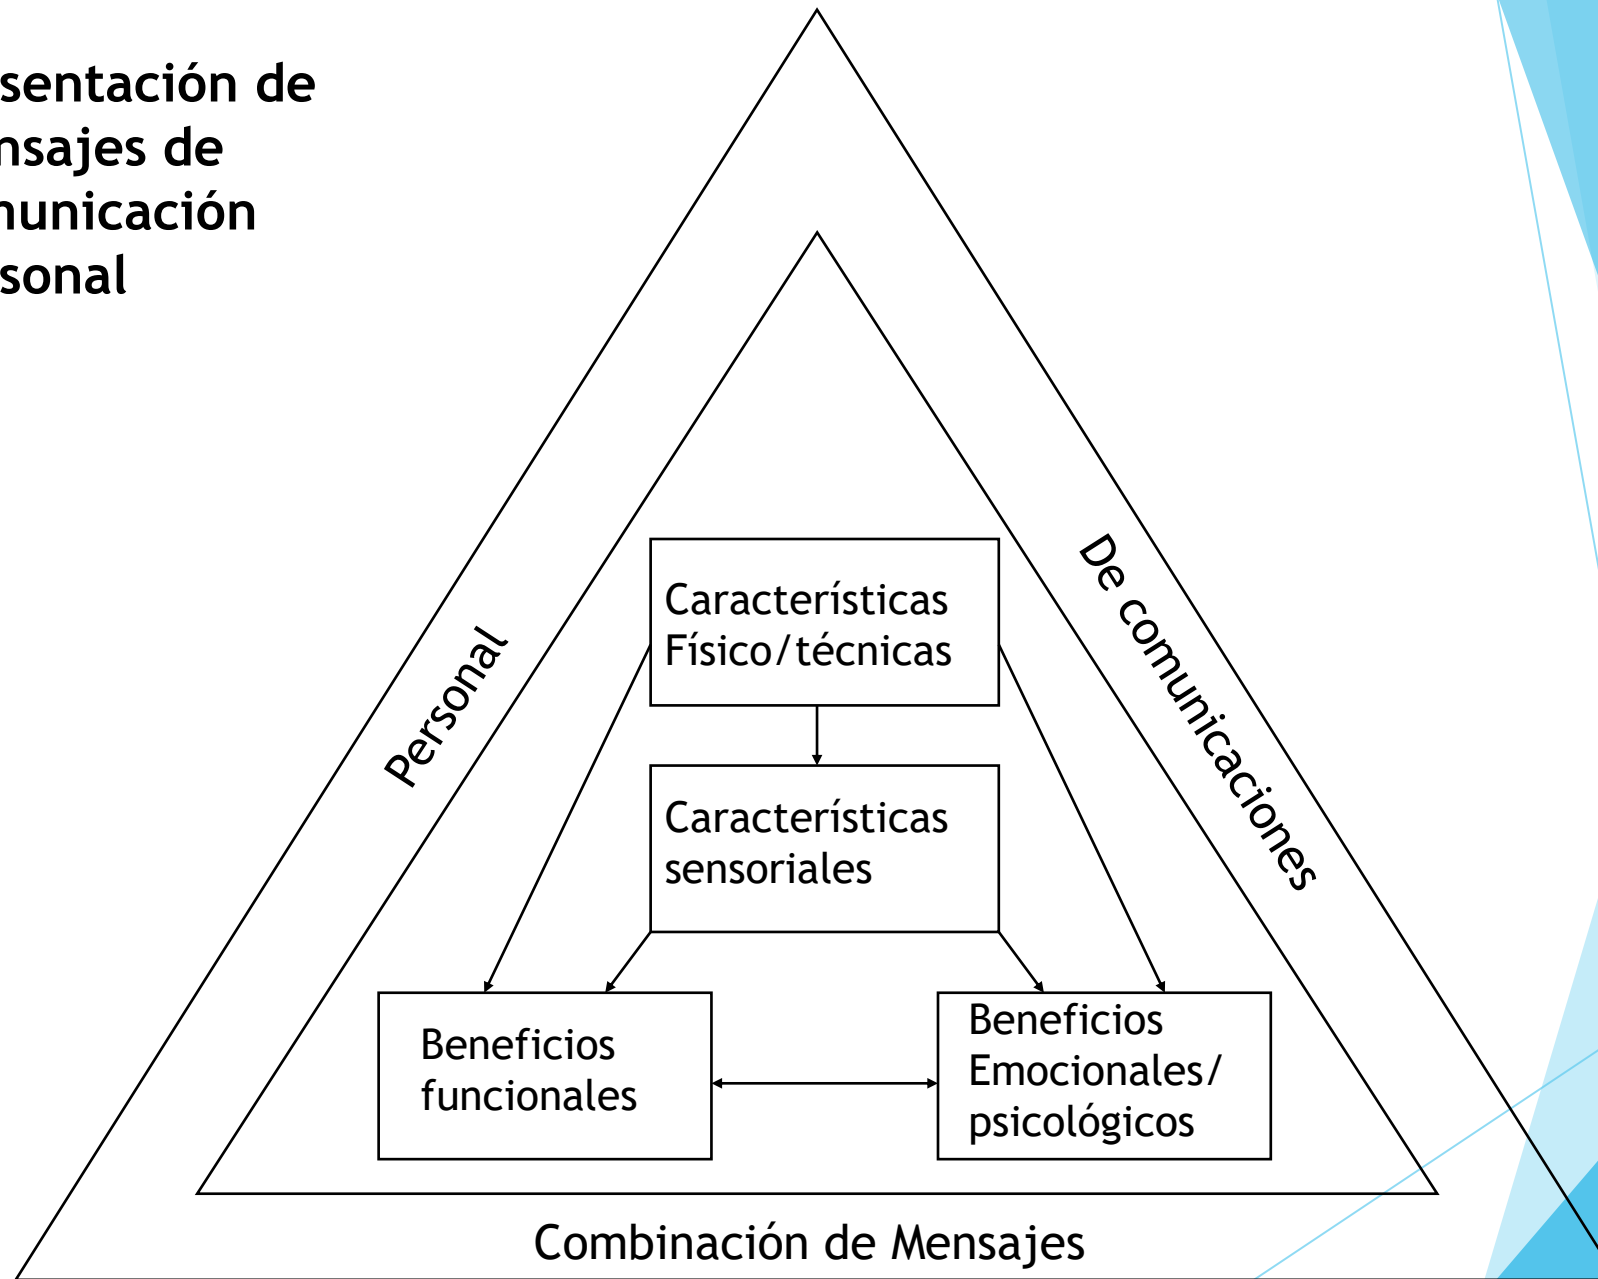 sentación de
nsajes de
unicación
sonal
Personal
De comunicaciones
Características
Físico/técnicas
Características
sensoriales
Beneficios
funcionales
Beneficios
Emocionales/
psicológicos
Combinación de Mensajes